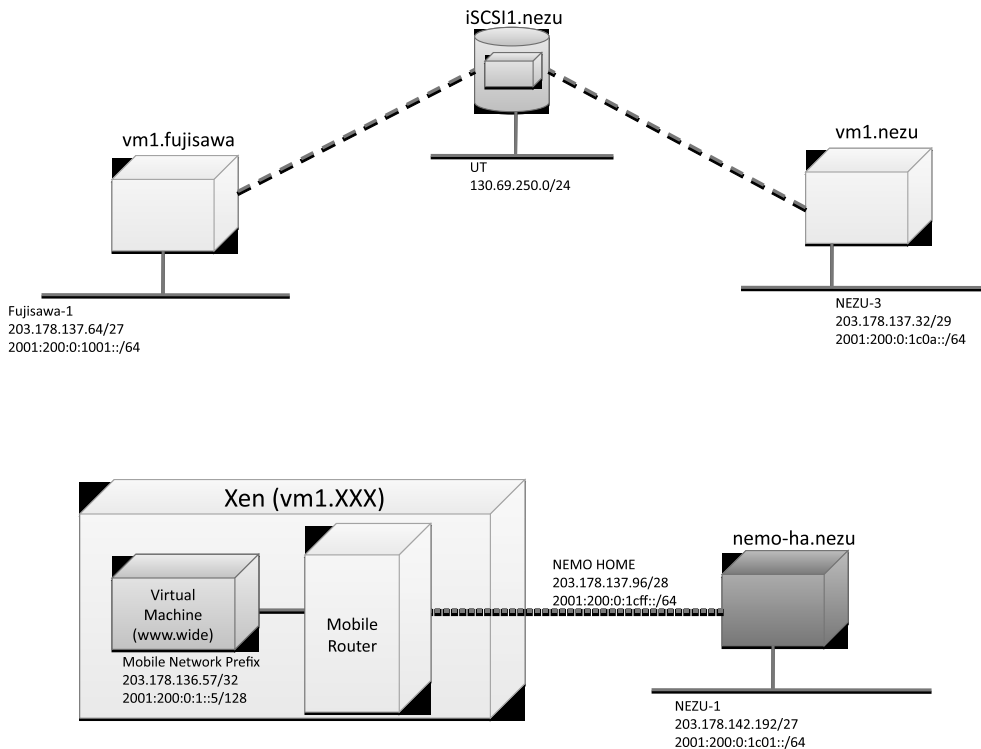 iSCSI1.nezu
vm1.fujisawa
vm1.nezu
UT
130.69.250.0/24
Fujisawa-1
203.178.137.64/27
2001:200:0:1001::/64
NEZU-3
203.178.137.32/29
2001:200:0:1c0a::/64
Xen (vm1.XXX)
nemo-ha.nezu
NEMO HOME
203.178.137.96/28
2001:200:0:1cff::/64
Virtual
Machine
(www.wide)
Mobile
Router
Mobile Network Prefix
203.178.136.57/32
2001:200:0:1::5/128
NEZU-1
203.178.142.192/27
2001:200:0:1c01::/64